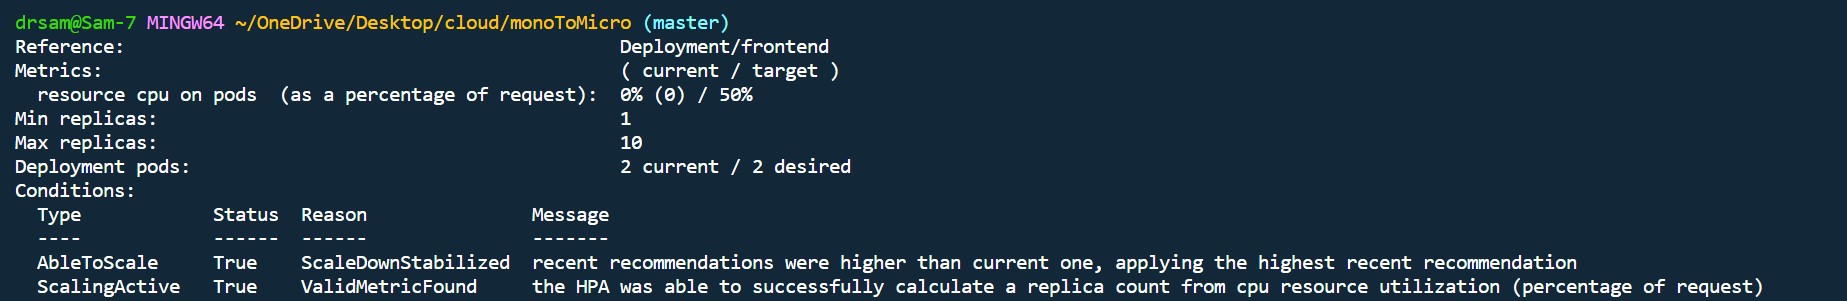 drsam@Sam-7 MINGW64 ~/OneDrive/Desktop/cloud/monoToMicro (master)
Reference:                                             Deployment/frontend
Metrics:                                               ( current / target )
  resource cpu on pods  (as a percentage of request):  0% (0) / 50%
Min replicas:                                          1
Max replicas:                                          10
Deployment pods:                                       2 current / 2 desired
Conditions:
  Type            Status  Reason               Message
  ----            ------  ------               -------
  AbleToScale     True    ScaleDownStabilized  recent recommendations were higher than current one, applying the highest recent recommendation
  ScalingActive   True    ValidMetricFound     the HPA was able to successfully calculate a replica count from cpu resource utilization (percentage of request)